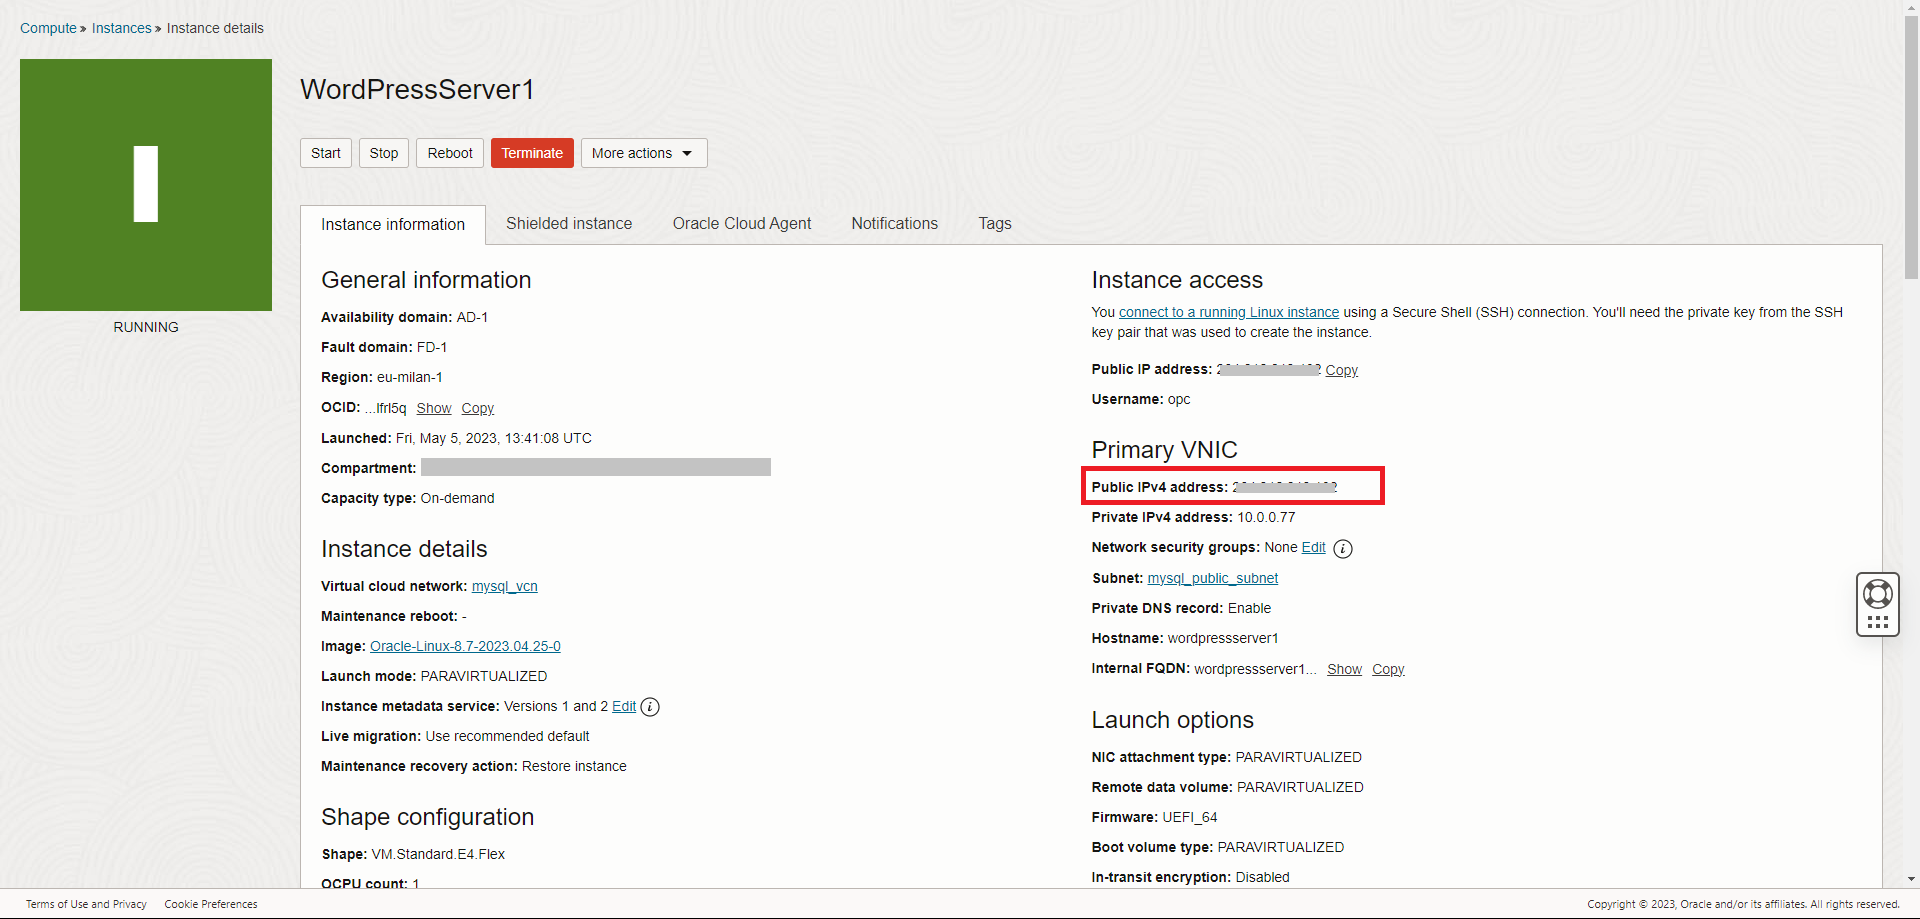 Compute » Instances » Instance details
RUNNING
WordPressServer1
Start Stop Reboot Terminate More actions
Instance information Shielded instance Oracle Cloud Agent Notifications Tags
General information
Availability domain: AD-1
Fault domain: FD-1
Region: eu-milan-1
OCID: ...lfrl5q Show Copy
Launched: Fri, May 5, 2023, 13:41:08 UTC
Compartment:
Capacity type: On-demand
Instance details
Virtual cloud network: mysql_vcn
Maintenance reboot: -
Image: Oracle-Linux-8.7-2023.04.25-0
Launch mode: PARAVIRTUALIZED
Instance metadata service: Versions 1 and 2 Edit
Live migration: Use recommended default
Maintenance recovery action: Restore instance
Shape configuration
Shape: VM.Standard.E4.Flex
OCPU count: 1
Instance access
You connect to a running Linux instance using a Secure Shell (SSH) connection. You'll need the private key from the SSH
key pair that was used to create the instance.
Public IP address: Copy
Username: opc
Primary VNIC
Public IPv4 address:
Private IPv4 address: 10.0.0.77
Network security groups: None Edit
Subnet: mysql_public_subnet
Private DNS record: Enable
Hostname: wordpressserver1
Internal FQDN: wordpressserver1... Show Copy
Launch options
NIC attachment type: PARAVIRTUALIZED
Remote data volume: PARAVIRTUALIZED
Firmware: UEFI_64
Boot volume type: PARAVIRTUALIZED
In-transit encryption: Disabled
Terms of Use and Privacy Cookie Preferences
Copyright © 2023, Oracle and/or its affiliates. All rights reserved.